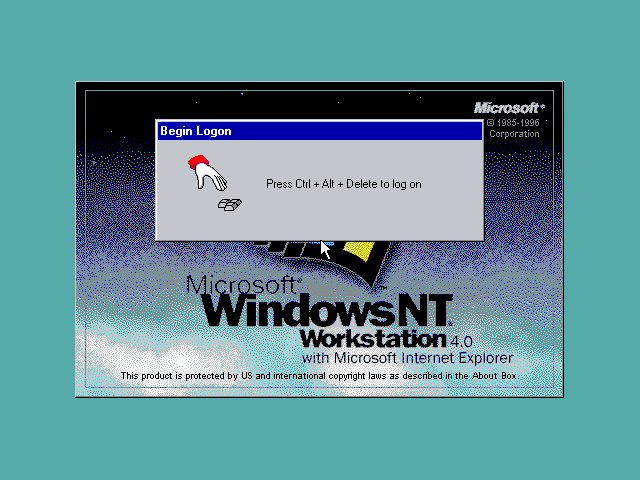 Microsoft®
© 1985-1996
Corporation
Begin Logon
Press Ctrl + Alt + Delete to log on
™
Microsoft®
WindowsNT®
Workstation 4.0
with Microsoft Internet Explorer
This product is protected by US and international copyright laws as described in the About Box.